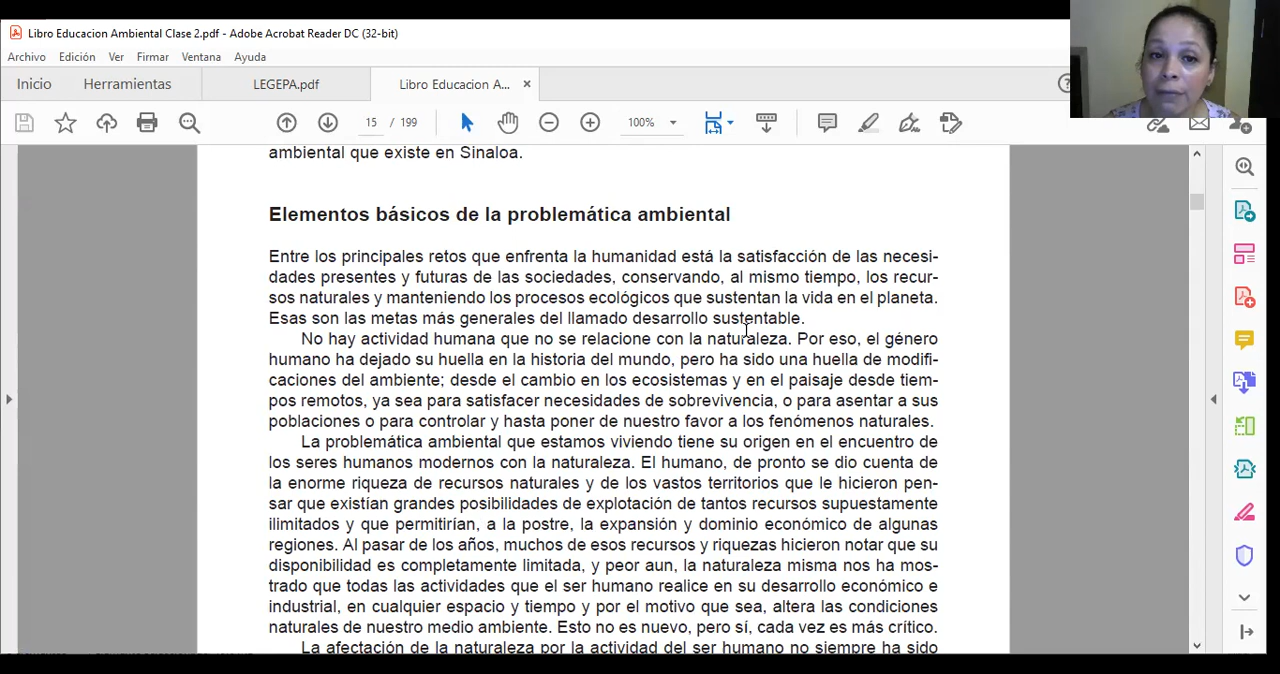 Libro Educacion Ambiental Clase 2.pdf - Adobe Acrobat Reader DC (32-bit)
Archivo Edición Ver Firmar Ventana Ayuda
Inicio Herramientas LEGEPA.pdf Libro Educacion A... ×
15 / 199 100%
ambiental que existe en Sinaloa.
Elementos básicos de la problemática ambiental
Entre los principales retos que enfrenta la humanidad está la satisfacción de las necesi-
dades presentes y futuras de las sociedades, conservando, al mismo tiempo, los recur-
sos naturales y manteniendo los procesos ecológicos que sustentan la vida en el planeta.
Esas son las metas más generales del llamado desarrollo sustentable.
No hay actividad humana que no se relacione con la naturaleza. Por eso, el género
humano ha dejado su huella en la historia del mundo, pero ha sido una huella de modifi-
caciones del ambiente; desde el cambio en los ecosistemas y en el paisaje desde tiem-
pos remotos, ya sea para satisfacer necesidades de sobrevivencia, o para asentar a sus
poblaciones o para controlar y hasta poner de nuestro favor a los fenómenos naturales.
La problemática ambiental que estamos viviendo tiene su origen en el encuentro de
los seres humanos modernos con la naturaleza. El humano, de pronto se dio cuenta de
la enorme riqueza de recursos naturales y de los vastos territorios que le hicieron pen-
sar que existían grandes posibilidades de explotación de tantos recursos supuestamente
ilimitados y que permitirían, a la postre, la expansión y dominio económico de algunas
regiones. Al pasar de los años, muchos de esos recursos y riquezas hicieron notar que su
disponibilidad es completamente limitada, y peor aun, la naturaleza misma nos ha mos-
trado que todas las actividades que el ser humano realice en su desarrollo económico e
industrial, en cualquier espacio y tiempo y por el motivo que sea, altera las condiciones
naturales de nuestro medio ambiente. Esto no es nuevo, pero sí, cada vez es más crítico.
La afectación de la naturaleza por la actividad del ser humano no siempre ha sido